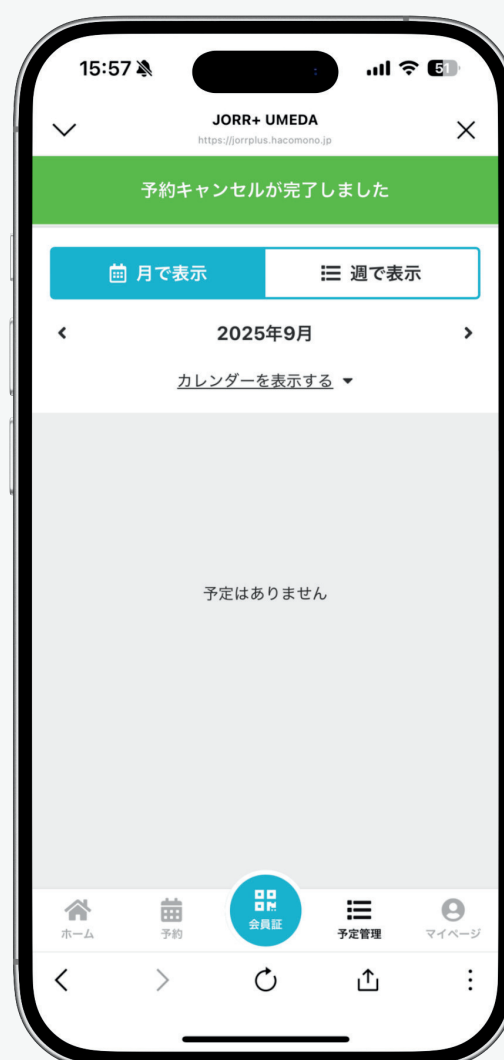 15:57
51
JORR+ UMEDA
https://jorrplus.hacomono.jp
予約キャンセルが完了しました
月で表示
週で表示
2025年9月
カレンダーを表示する
予定はありません
ホーム
予約
会員証
予定管理
マイページ